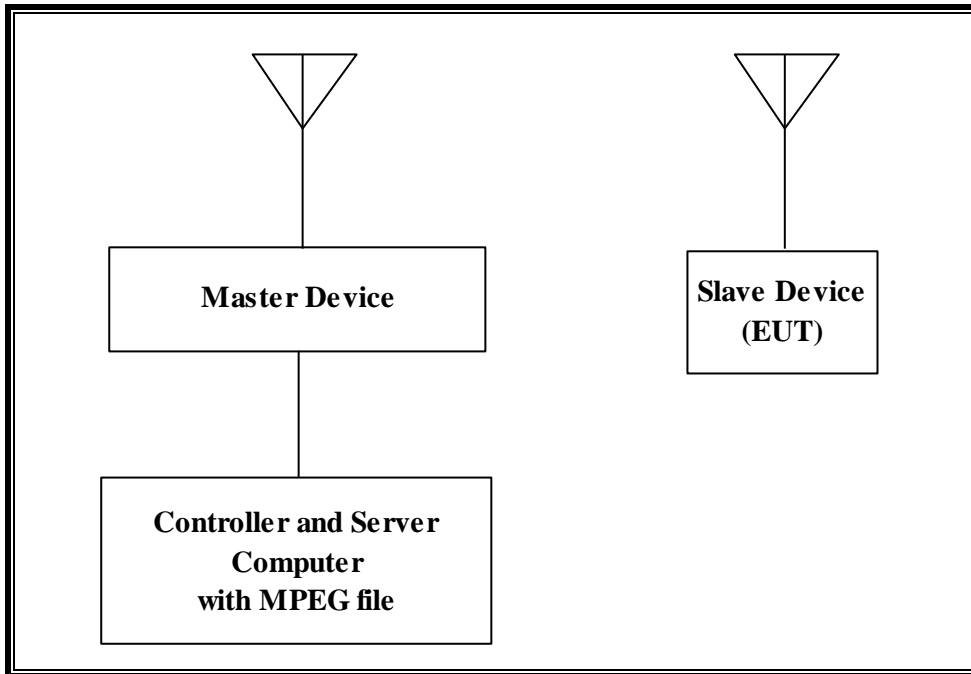 Master Device
Slave Device
(EUT)
Controller and Server
Computer
with MPEG file